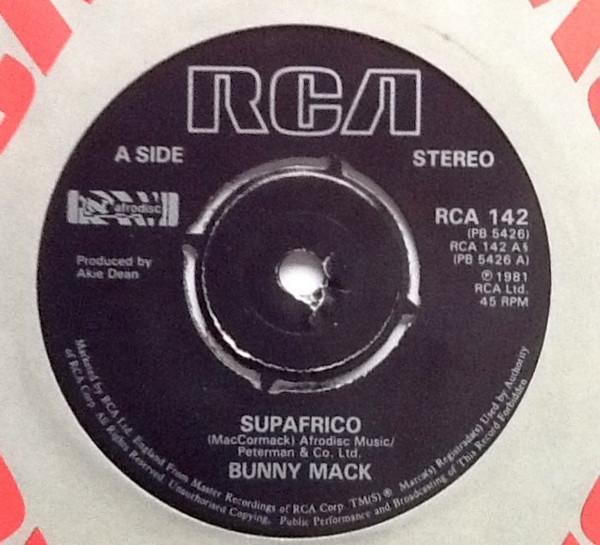 RCA
A SIDE
STEREO
afrodisc
RCA 142
(PB 5426)
RCA 142 A§
(PB 5426 A)
Ⓟ 1981
RCA Ltd.
45 RPM
Produced by
Akie Dean
SUPAFRICO
(MacCormack) Afrodisc Music/
Peterman & Co. Ltd.
BUNNY MACK
Marketed by RCA Ltd. England From Master Recordings of RCA Corp. TM(S) ® Marca(s) Registrada(s) Used by Authority
of RCA Corp. All Rights Reserved. Unauthorised Copying, Public Performance and Broadcasting of This Record Forbidden